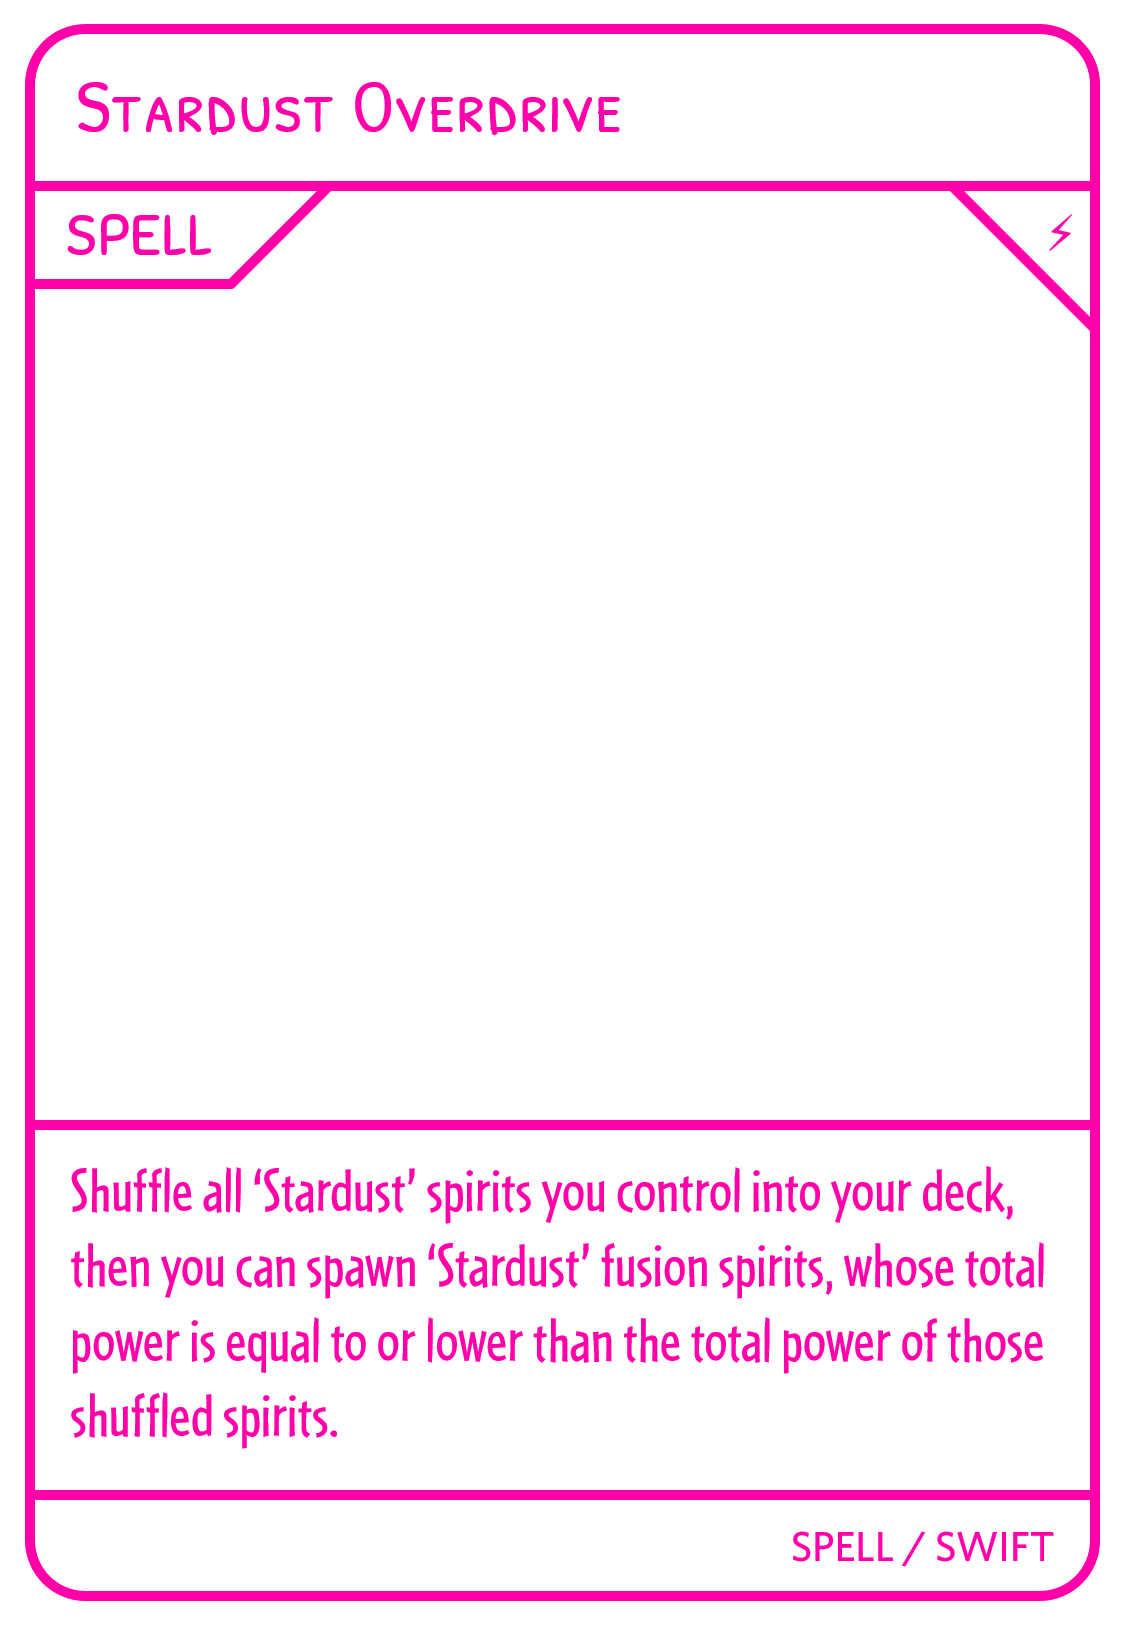 Stardust Overdrive
SPELL
⚡
Shuffle all ‘Stardust’ spirits you control into your deck,
then you can spawn ‘Stardust’ fusion spirits, whose total
power is equal to or lower than the total power of those
shuffled spirits.
SPELL / SWIFT